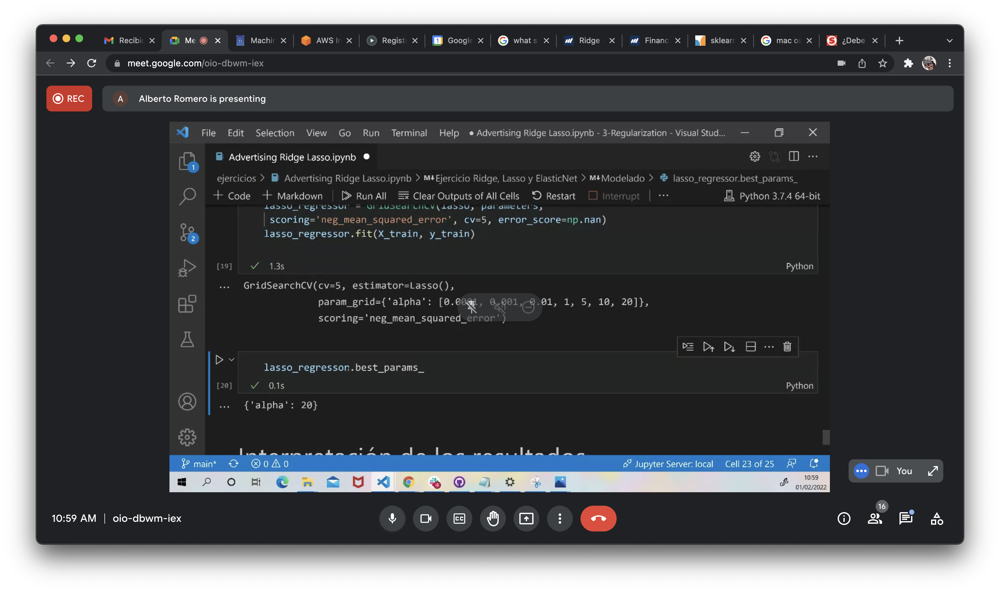 Recibi
Me
Machir
AWS In
Registr
Google
what s
Ridge
Financ
sklearr
mac os
¿Debe
meet.google.com/oio-dbwm-iex
REC
A
Alberto Romero is presenting
File Edit Selection View Go Run Terminal Help
● Advertising Ridge Lasso.ipynb - 3-Regularization - Visual Stud...
Advertising Ridge Lasso.ipynb ●
1
ejercicios > Advertising Ridge Lasso.ipynb > M↓Ejercicio Ridge, Lasso y ElasticNet > M↓Modelado > lasso_regressor.best_params_
+ Code + Markdown Run All Clear Outputs of All Cells Restart Interrupt ... Python 3.7.4 64-bit
lasso_regressor = GridSearchCV(lasso, parameters,
scoring='neg_mean_squared_error', cv=5, error_score=np.nan)
lasso_regressor.fit(X_train, y_train)
2
[19] ✓ 1.3s Python
... GridSearchCV(cv=5, estimator=Lasso(),
param_grid={'alpha': [0.0001, 0.001, 0.01, 1, 5, 10, 20]},
scoring='neg_mean_squared_error')
lasso_regressor.best_params_
[20] ✓ 0.1s Python
... {'alpha': 20}
Interpretación de los resultados
main* 0 0 Jupyter Server: local Cell 23 of 25
4
10:59
01/02/2022
You
10:59 AM | oio-dbwm-iex
CC
16